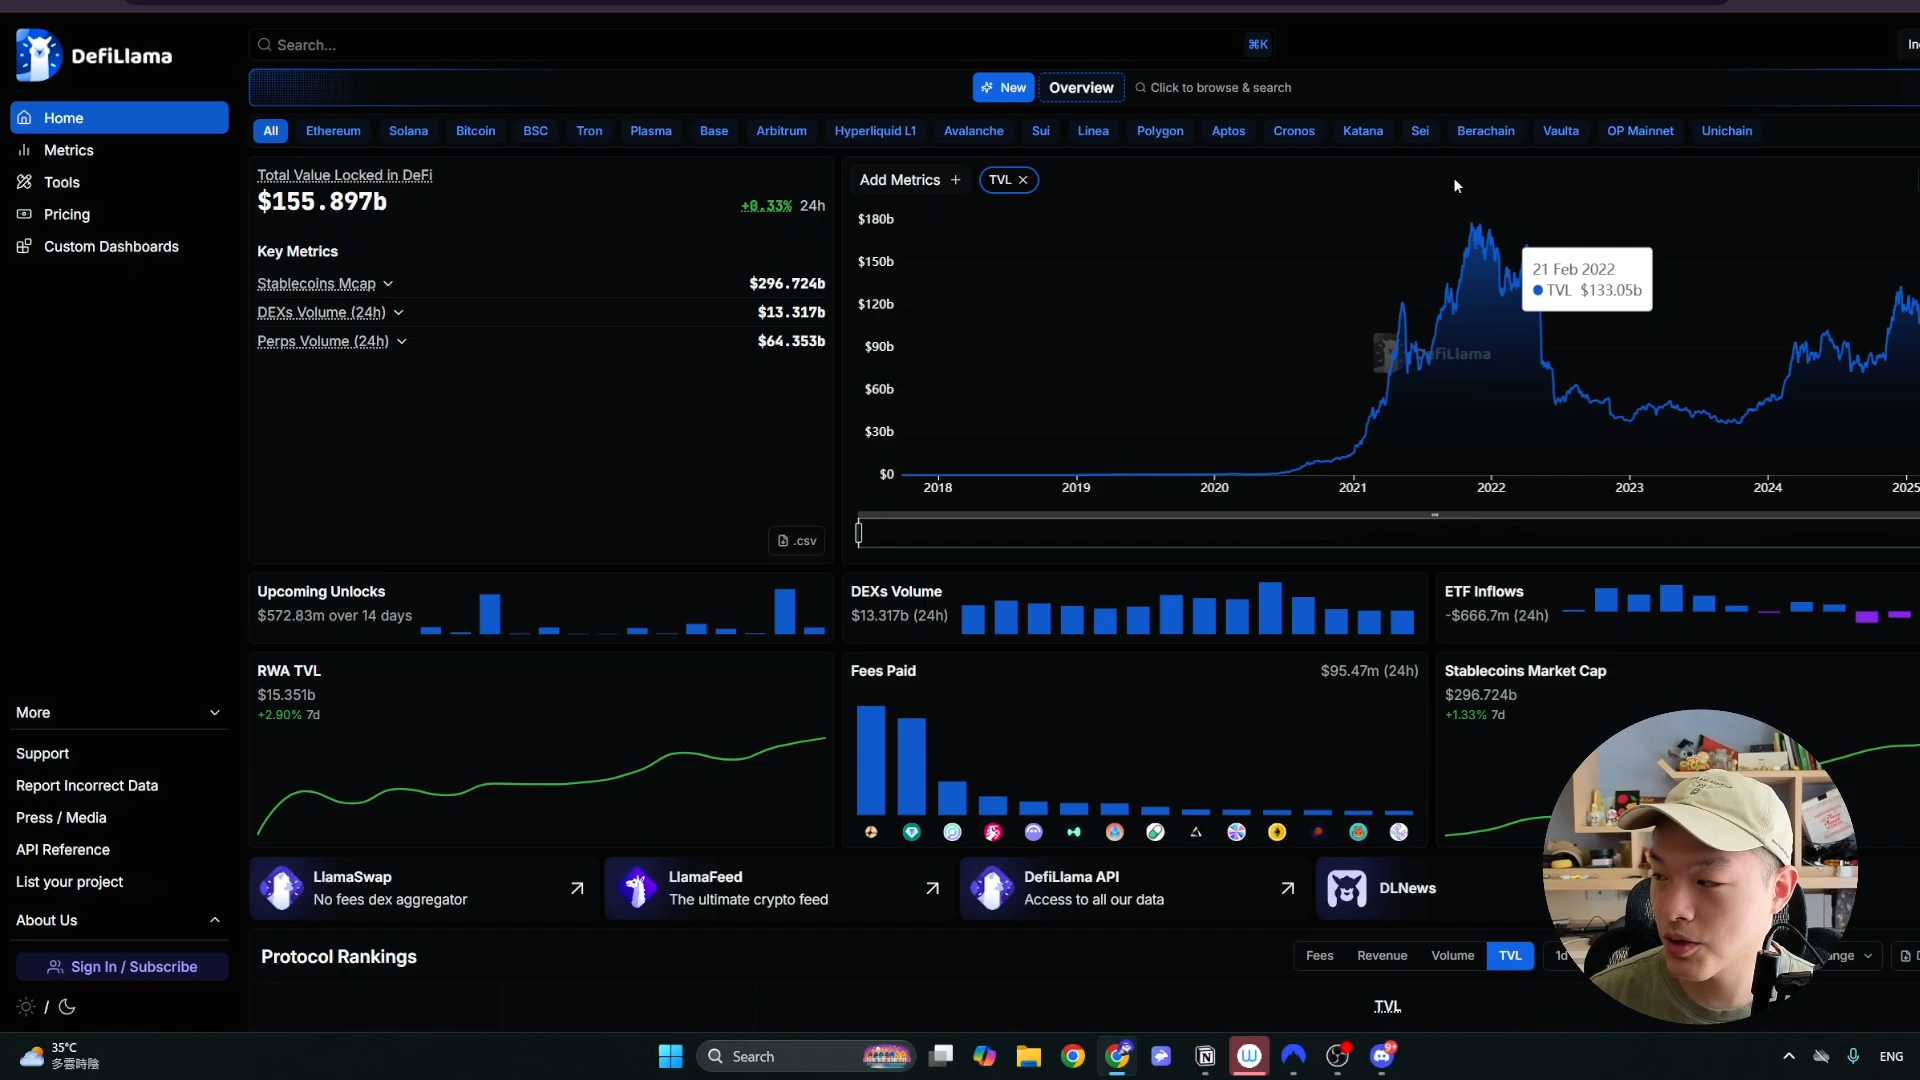 DefiLlama
Search...
⌘K
New
Overview
Click to browse & search
Home
Metrics
Tools
Pricing
Custom Dashboards
All
Ethereum
Solana
Bitcoin
BSC
Tron
Plasma
Base
Arbitrum
Hyperliquid L1
Avalanche
Sui
Linea
Polygon
Aptos
Cronos
Katana
Sei
Berachain
Vaulta
OP Mainnet
Unichain
Total Value Locked in DeFi
$155.897b
+0.33% 24h
Key Metrics
Stablecoins Mcap $296.724b
DEXs Volume (24h) $13.317b
Perps Volume (24h) $64.353b
.csv
Add Metrics +
TVL
$180b
$150b
$120b
$90b
$60b
$30b
$0
21 Feb 2022
TVL $133.05b
DefiLlama
2018 2019 2020 2021 2022 2023 2024 2025
Upcoming Unlocks
$572.83m over 14 days
DEXs Volume
$13.317b (24h)
ETF Inflows
-$666.7m (24h)
RWA TVL
$15.351b
+2.90% 7d
Fees Paid
$95.47m (24h)
Stablecoins Market Cap
$296.724b
+1.33% 7d
More
Support
Report Incorrect Data
Press / Media
API Reference
List your project
About Us
Sign In / Subscribe
/
LlamaSwap
No fees dex aggregator
LlamaFeed
The ultimate crypto feed
DefiLlama API
Access to all our data
DLNews
Protocol Rankings
Fees
Revenue
Volume
TVL
1d
TVL
35°C
多雲時陰
Search
9+
ENG